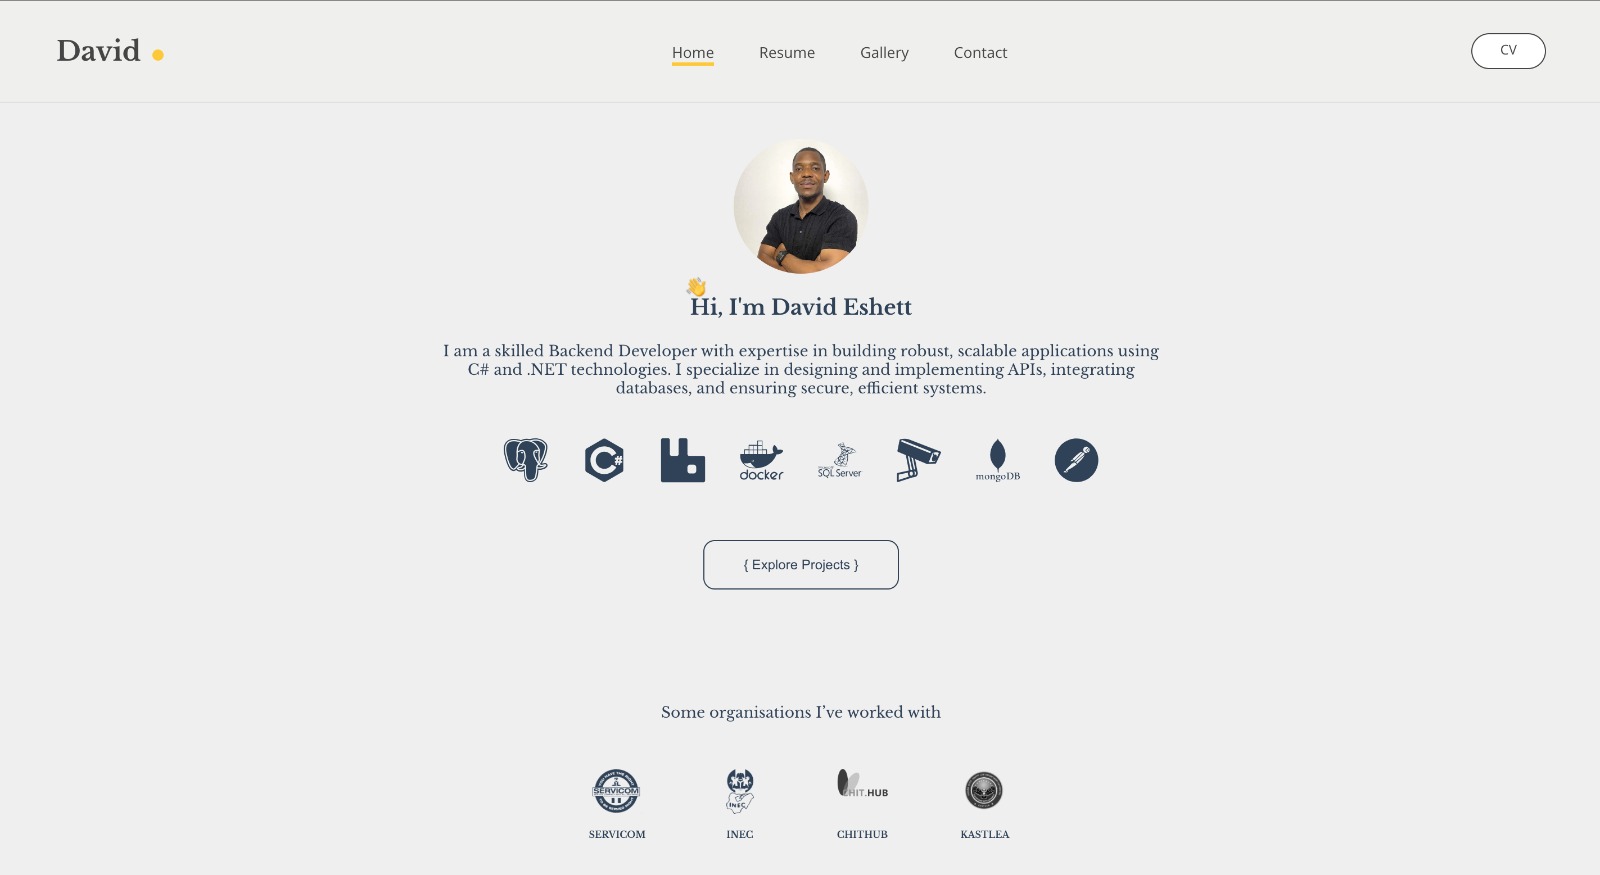 David
Home Resume Gallery Contact
CV
Hi, I'm David Eshett
I am a skilled Backend Developer with expertise in building robust, scalable applications using
C# and .NET technologies. I specialize in designing and implementing APIs, integrating
databases, and ensuring secure, efficient systems.
C#
docker
SQL Server
mongoDB
{ Explore Projects }
Some organisations I’ve worked with
SERVICOM
INEC
CHIT.HUB
SERVICOM INEC CHITHUB KASTLEA